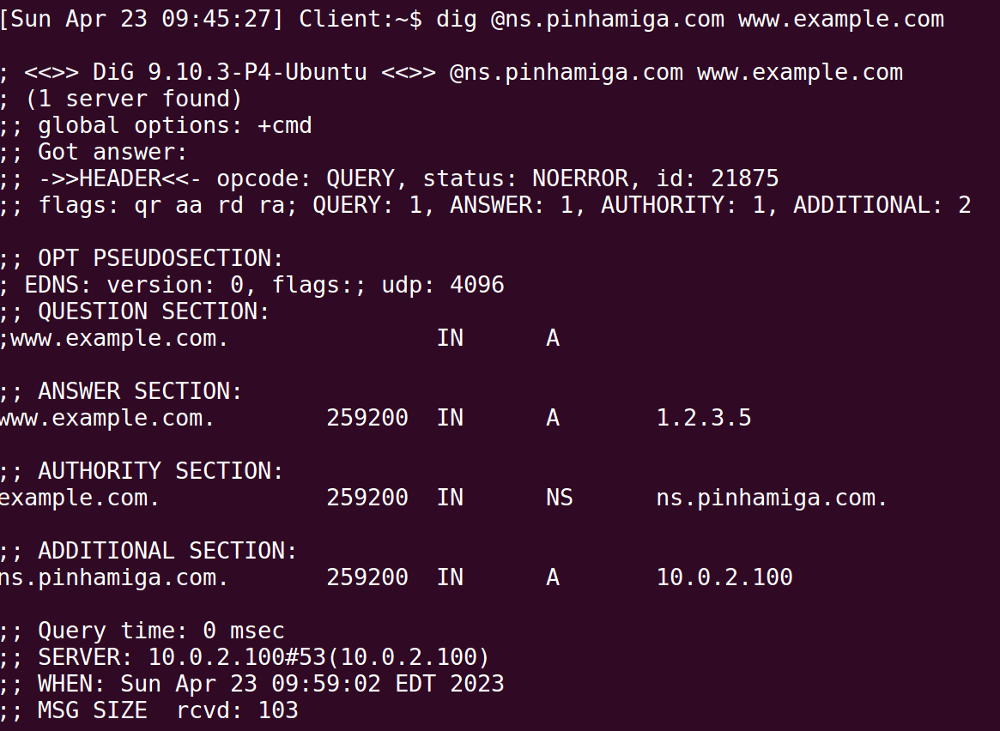 [Sun Apr 23 09:45:27] Client:~$ dig @ns.pinhamiga.com www.example.com
; <<>> DiG 9.10.3-P4-Ubuntu <<>> @ns.pinhamiga.com www.example.com
; (1 server found)
;; global options: +cmd
;; Got answer:
;; ->>HEADER<<- opcode: QUERY, status: NOERROR, id: 21875
;; flags: qr aa rd ra; QUERY: 1, ANSWER: 1, AUTHORITY: 1, ADDITIONAL: 2
;; OPT PSEUDOSECTION:
; EDNS: version: 0, flags:; udp: 4096
;; QUESTION SECTION:
;www.example.com. IN A
;; ANSWER SECTION:
www.example.com. 259200 IN A 1.2.3.5
;; AUTHORITY SECTION:
example.com. 259200 IN NS ns.pinhamiga.com.
;; ADDITIONAL SECTION:
ns.pinhamiga.com. 259200 IN A 10.0.2.100
;; Query time: 0 msec
;; SERVER: 10.0.2.100#53(10.0.2.100)
;; WHEN: Sun Apr 23 09:59:02 EDT 2023
;; MSG SIZE  rcvd: 103